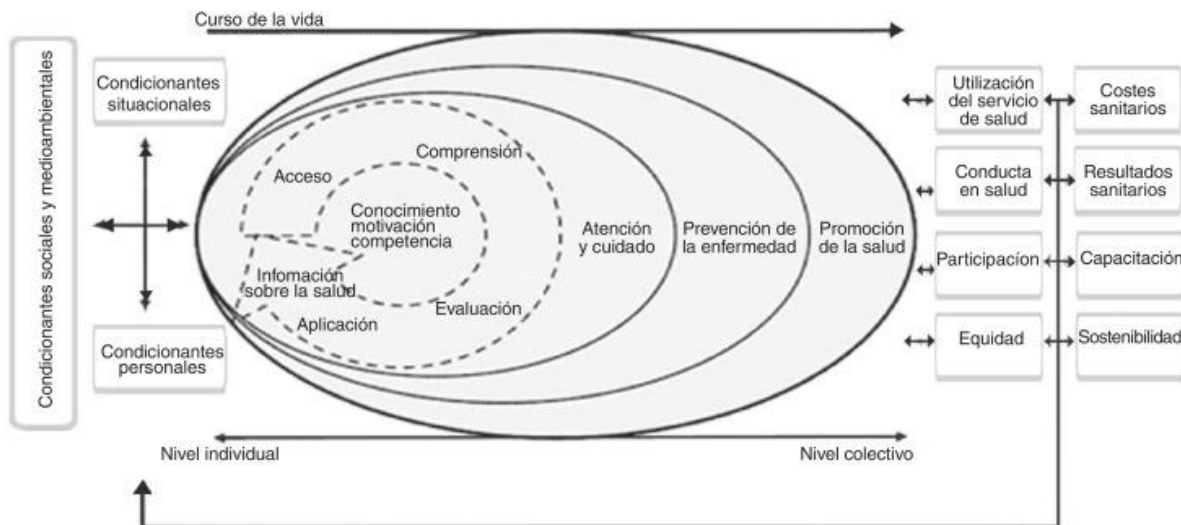 Curso de la vida
Condicionantes sociales y medioambientales
Condicionantes
situacionales
Condicionantes
personales
Acceso
Comprensión
Conocimiento
motivación
competencia
Infomación
sobre la salud
Aplicación
Evaluación
Atención
y cuidado
Prevención de
la enfermedad
Promoción
de la salud
Utilización
del servicio
de salud
Costes
sanitarios
Conducta
en salud
Resultados
sanitarios
Participacíon
Capacitación
Equidad
Sostenibilidad
Nivel individual
Nivel colectivo